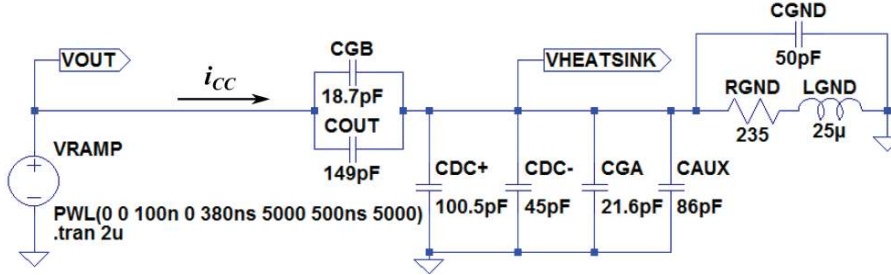 CGND
CGB
VOUT
VHEATSINK
50pF
iCC
18.7pF
RGND
LGND
COUT
235
25µ
VRAMP
149pF
CDC+
CDC-
CGA
CAUX
100.5pF
45pF
21.6pF
86pF
PWL(0 0 100n 0 380ns 5000 500ns 5000)
.tran 2u